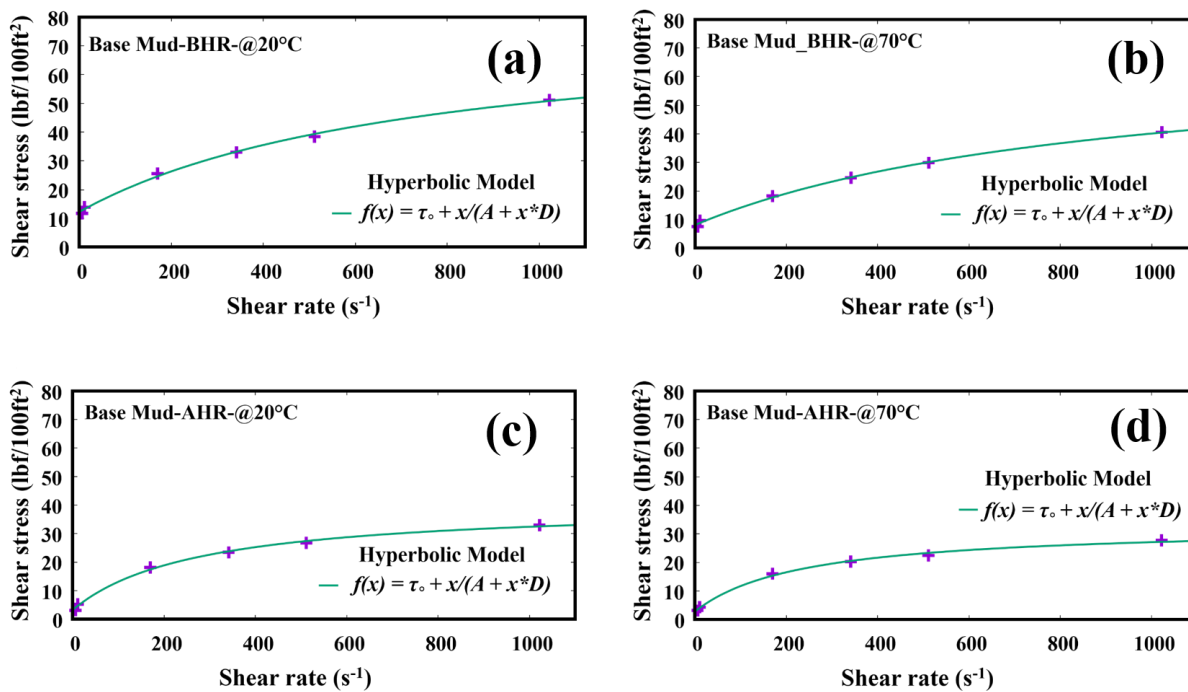 Base Mud-BHR-@20°C
(a)
80
70
60
50
40
30
20
10
0
Shear stress (lbf/100ft²)
Hyperbolic Model
f(x) = τ₀ + x/(A + x*D)
0 200 400 600 800 1000
Shear rate (s⁻¹)
Base Mud_BHR-@70°C
(b)
80
70
60
50
40
30
20
10
0
Shear stress (lbf/100ft²)
Hyperbolic Model
f(x) = τ₀ + x/(A + x*D)
0 200 400 600 800 1000
Shear rate (s⁻¹)
Base Mud-AHR-@20°C
(c)
80
70
60
50
40
30
20
10
0
Shear stress (lbf/100ft²)
Hyperbolic Model
f(x) = τ₀ + x/(A + x*D)
0 200 400 600 800 1000
Shear rate (s⁻¹)
Base Mud-AHR-@70°C
(d)
80
70
60
50
40
30
20
10
0
Shear stress (lbf/100ft²)
Hyperbolic Model
f(x) = τ₀ + x/(A + x*D)
0 200 400 600 800 1000
Shear rate (s⁻¹)